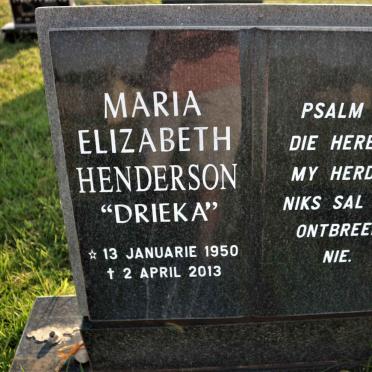 MARIA
ELIZABETH
HENDERSON
“DRIEKA”
☆ 13 JANUARIE 1950
✝ 2 APRIL 2013
PSALM
DIE HERE
MY HERD
NIKS SAL
ONTBREE
NIE.